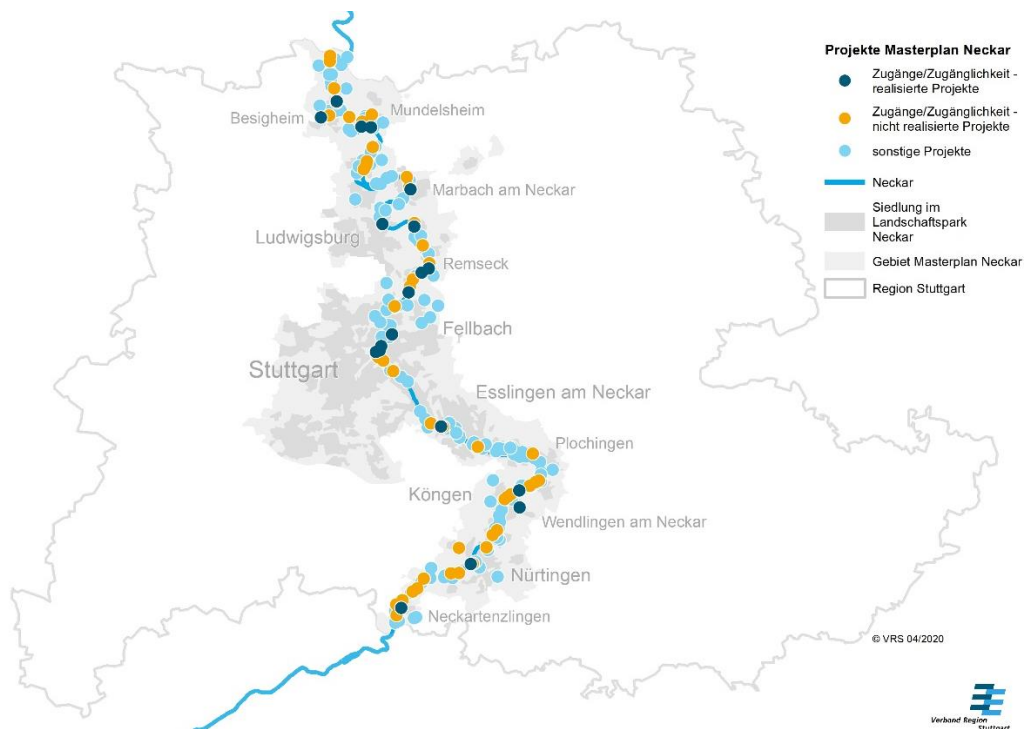 Projekte Masterplan Neckar
Zugänge/Zugänglichkeit -
realisierte Projekte
Zugänge/Zugänglichkeit -
nicht realisierte Projekte
sonstige Projekte
Neckar
Siedlung im
Landschaftspark
Neckar
Gebiet Masterplan Neckar
Region Stuttgart
Besigheim
Mundelsheim
Marbach am Neckar
Ludwigsburg
Remseck
Fellbach
Stuttgart
Esslingen am Neckar
Plochingen
Köngen
Wendlingen am Neckar
Nürtingen
Neckartenzlingen
© VRS 04/2020
Verband Region
Stuttgart